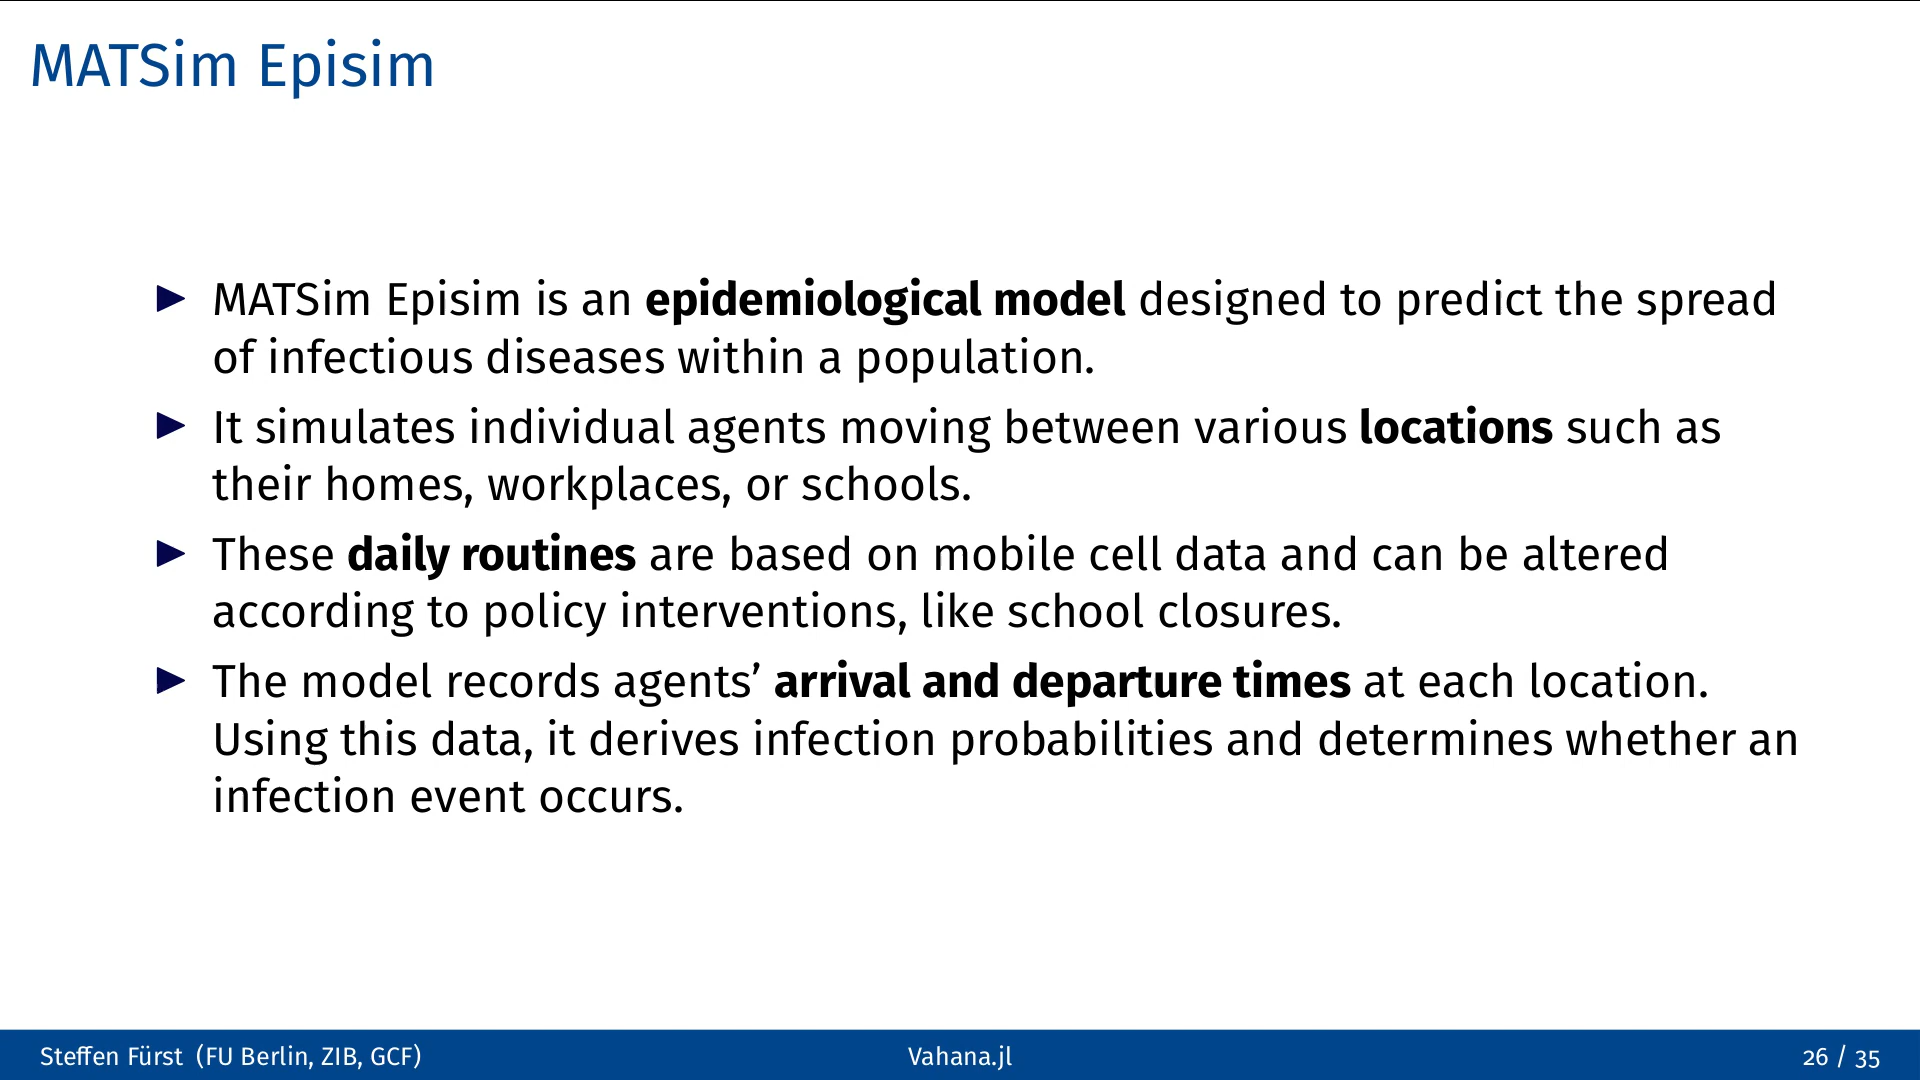 MATSim Episim
▶ MATSim Episim is an epidemiological model designed to predict the spread
of infectious diseases within a population.
▶ It simulates individual agents moving between various locations such as
their homes, workplaces, or schools.
▶ These daily routines are based on mobile cell data and can be altered
according to policy interventions, like school closures.
▶ The model records agents’ arrival and departure times at each location.
Using this data, it derives infection probabilities and determines whether an
infection event occurs.
Steffen Fürst (FU Berlin, ZIB, GCF)
Vahana.jl
26 / 35